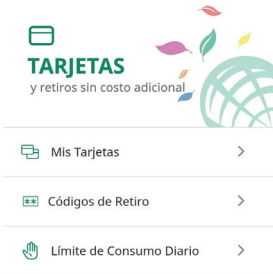 TARJETAS
y retiros sin costo adicional
Mis Tarjetas
Códigos de Retiro
Límite de Consumo Diario